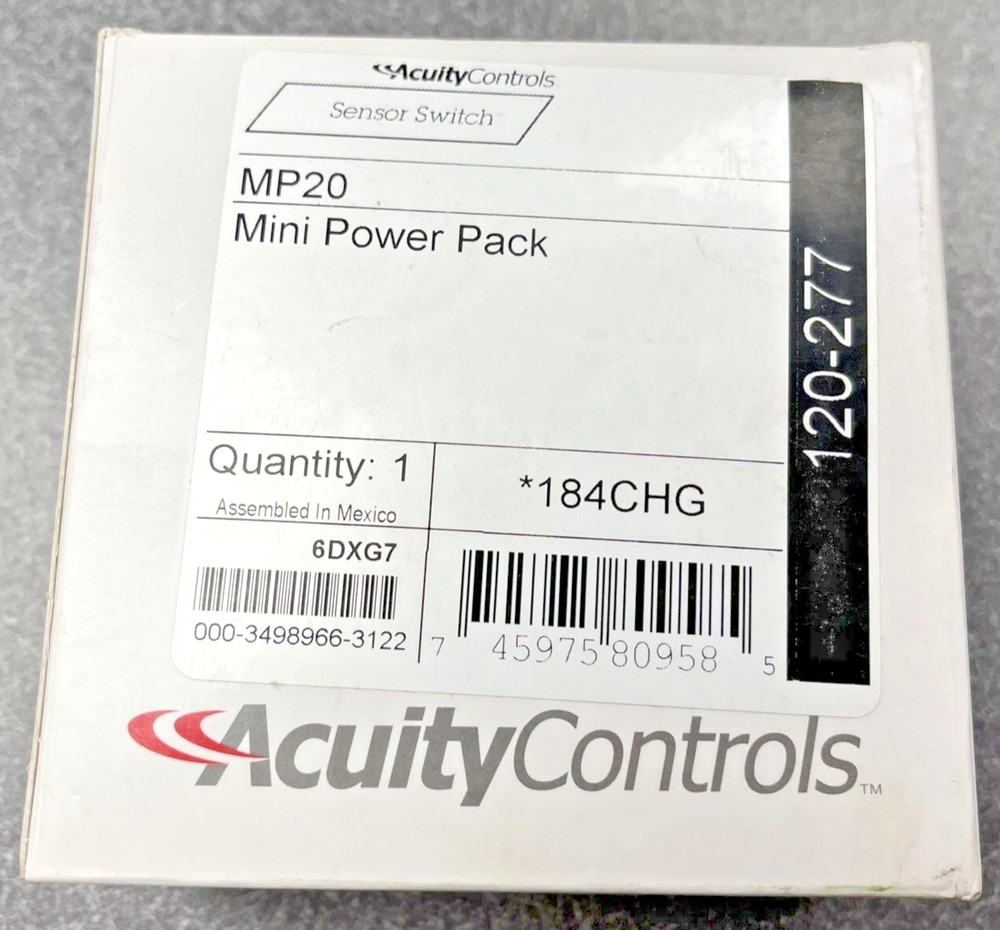 AcuityControls
Sensor Switch
MP20
Mini Power Pack
120-277
Quantity: 1
Assembled In Mexico
*184CHG
6DXG7
000-3498966-3122
7 45975 80958 5
AcuityControls™